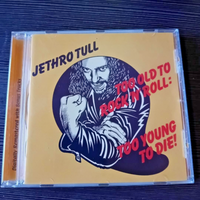 JETHRO TULL
TOO OLD TO
ROCK 'N' ROLL:
TOO YOUNG
TO DIE!